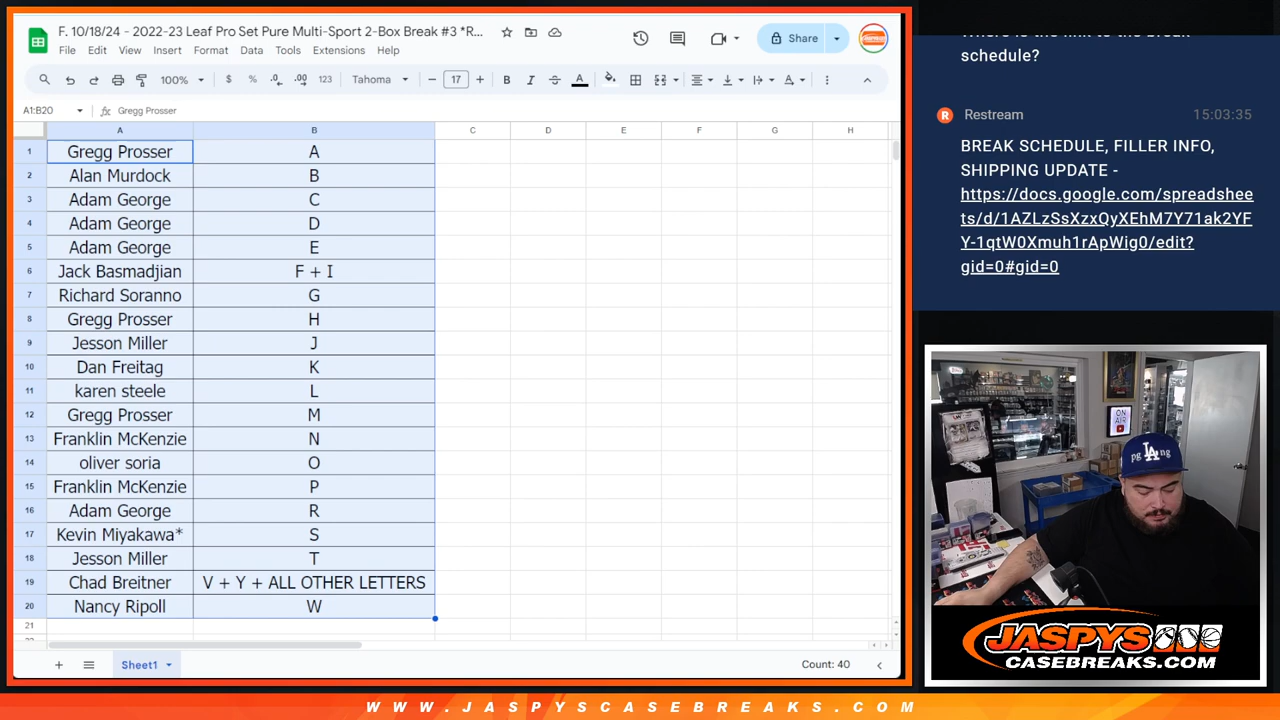 F. 10/18/24 - 2022-23 Leaf Pro Set Pure Multi-Sport 2-Box Break #3 *R...
File Edit View Insert Format Data Tools Extensions Help
Share
100% $ % .0 .00 123 Tahoma 17 B I A
A1:B20 fx Gregg Prosser
A B C D E F G H
1 Gregg Prosser A
2 Alan Murdock B
3 Adam George C
4 Adam George D
5 Adam George E
6 Jack Basmadjian F + I
7 Richard Soranno G
8 Gregg Prosser H
9 Jesson Miller J
10 Dan Freitag K
11 karen steele L
12 Gregg Prosser M
13 Franklin McKenzie N
14 oliver soria O
15 Franklin McKenzie P
16 Adam George R
17 Kevin Miyakawa* S
18 Jesson Miller T
19 Chad Breitner V + Y + ALL OTHER LETTERS
20 Nancy Ripoll W
21
Sheet1 Count: 40
schedule?
R Restream 15:03:35
BREAK SCHEDULE, FILLER INFO,
SHIPPING UPDATE -
https://docs.google.com/spreadshee
ts/d/1AZLzSsXzxQyXEhM7Y71ak2YF
Y-1qtW0Xmuh1rApWig0/edit?
gid=0#gid=0
ON
AIR
pg LA ng
JASPYS
CASEBREAKS.COM
WWW.JASPYSCASEBREAKS.COM